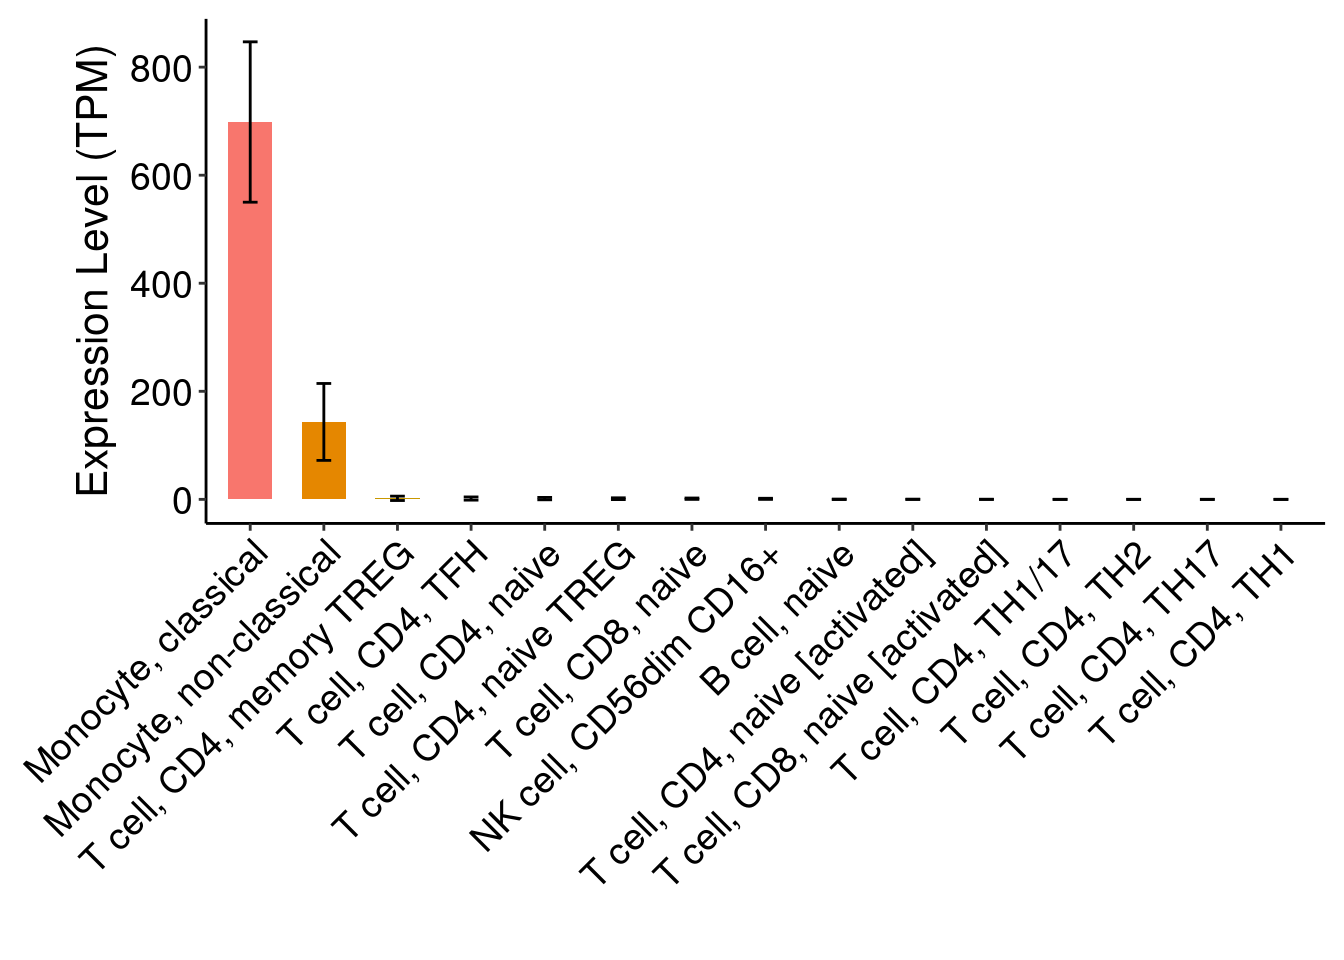 Expression Level (TPM)
800
600
400
200
0
Monocyte, classical
Monocyte, non-classical
T cell, CD4, memory TREG
T cell, CD4, TFH
T cell, CD4, naive
T cell, CD4, naive TREG
T cell, CD8, naive
NK cell, CD56dim CD16+
B cell, naive
T cell, CD4, naive [activated]
T cell, CD8, naive [activated]
T cell, CD4, TH1/17
T cell, CD4, TH2
T cell, CD4, TH17
T cell, CD4, TH1